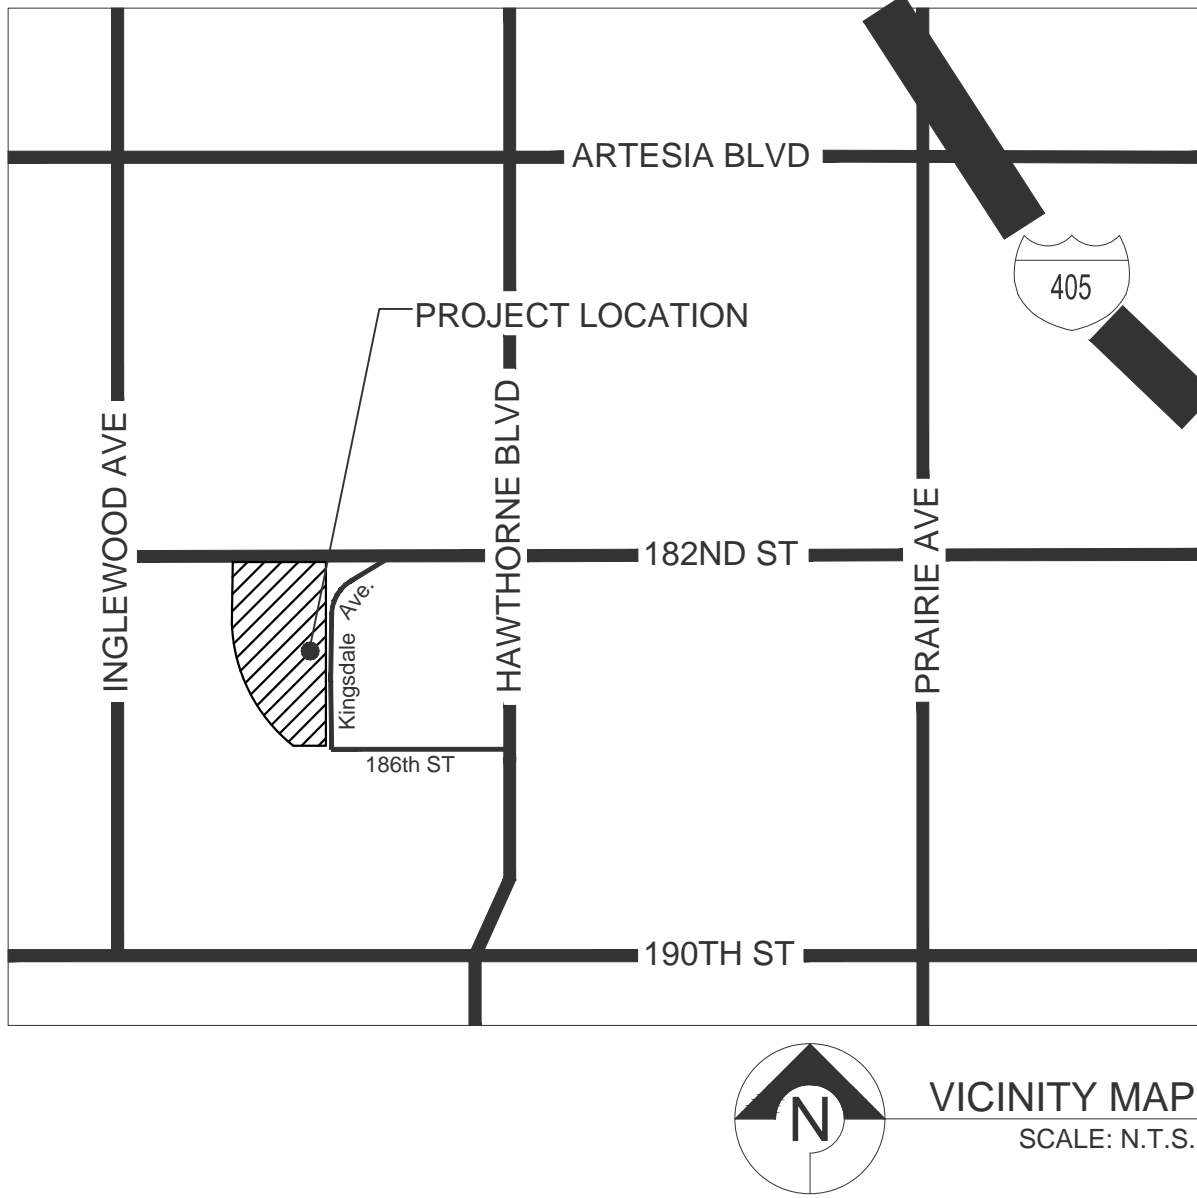 ARTESIA BLVD
405
PROJECT LOCATION
INGLEWOOD AVE
HAWTHORNE BLVD
PRAIRIE AVE
182ND ST
Kingsdale Ave.
186th ST
190TH ST
N
VICINITY MAP
SCALE: N.T.S.